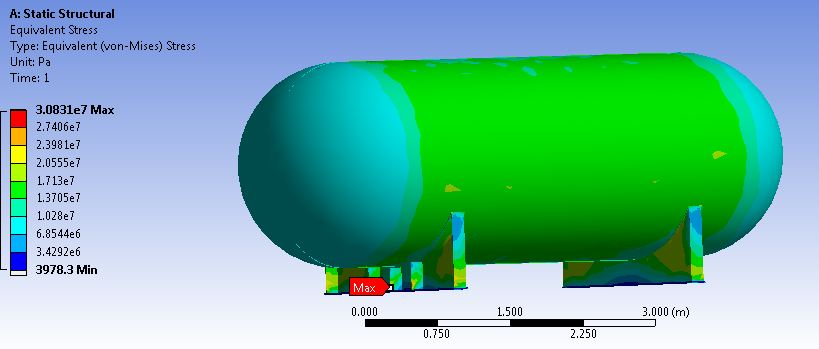 A: Static Structural
Equivalent Stress
Type: Equivalent (von-Mises) Stress
Unit: Pa
Time: 1
3.0831e7 Max
2.7406e7
2.3981e7
2.0555e7
1.713e7
1.3705e7
1.028e7
6.8544e6
3.4292e6
3978.3 Min
Max
0.000 1.500 3.000 (m)
0.750 2.250